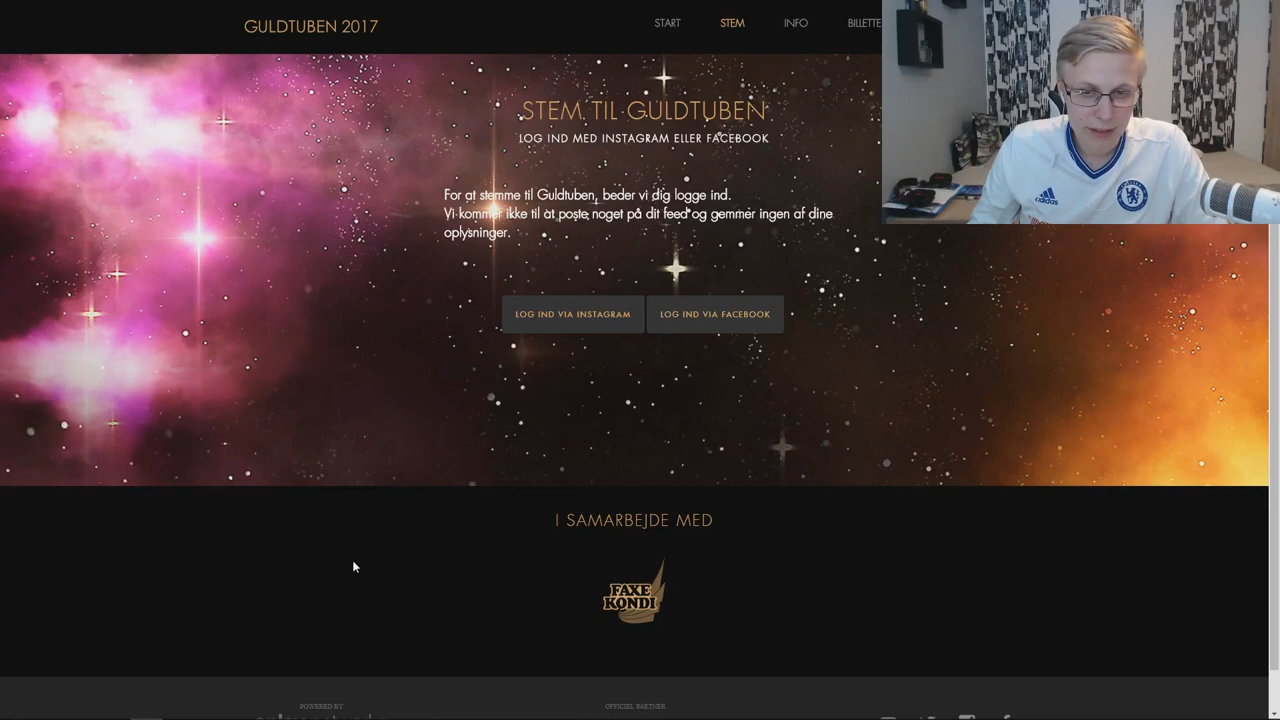 GULDTUBEN 2017
START STEM INFO BILLETTE
STEM TIL GULDTUBEN
LOG IND MED INSTAGRAM ELLER FACEBOOK
For at stemme til Guldtuben, beder vi dig logge ind.
Vi kommer ikke til at poste noget på dit feed og gemmer ingen af dine
oplysninger.
LOG IND VIA INSTAGRAM LOG IND VIA FACEBOOK
I SAMARBEJDE MED
FAXE
KONDI
POWERED BY OFFICIEL PARTNER
adidas